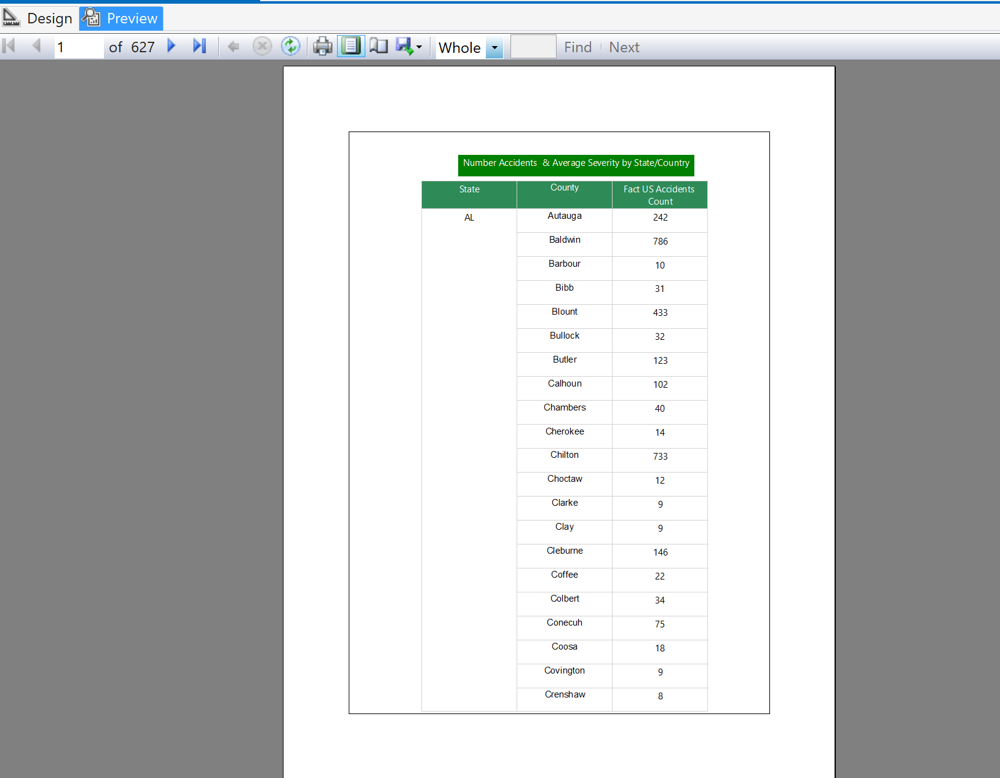 Design Preview
1 of 627 Whole Find Next
Number Accidents & Average Severity by State/Country
State County Fact US Accidents Count
AL Autauga 242
Baldwin 786
Barbour 10
Bibb 31
Blount 433
Bullock 32
Butler 123
Calhoun 102
Chambers 40
Cherokee 14
Chilton 733
Choctaw 12
Clarke 9
Clay 9
Cleburne 146
Coffee 22
Colbert 34
Conecuh 75
Coosa 18
Covington 9
Crenshaw 8